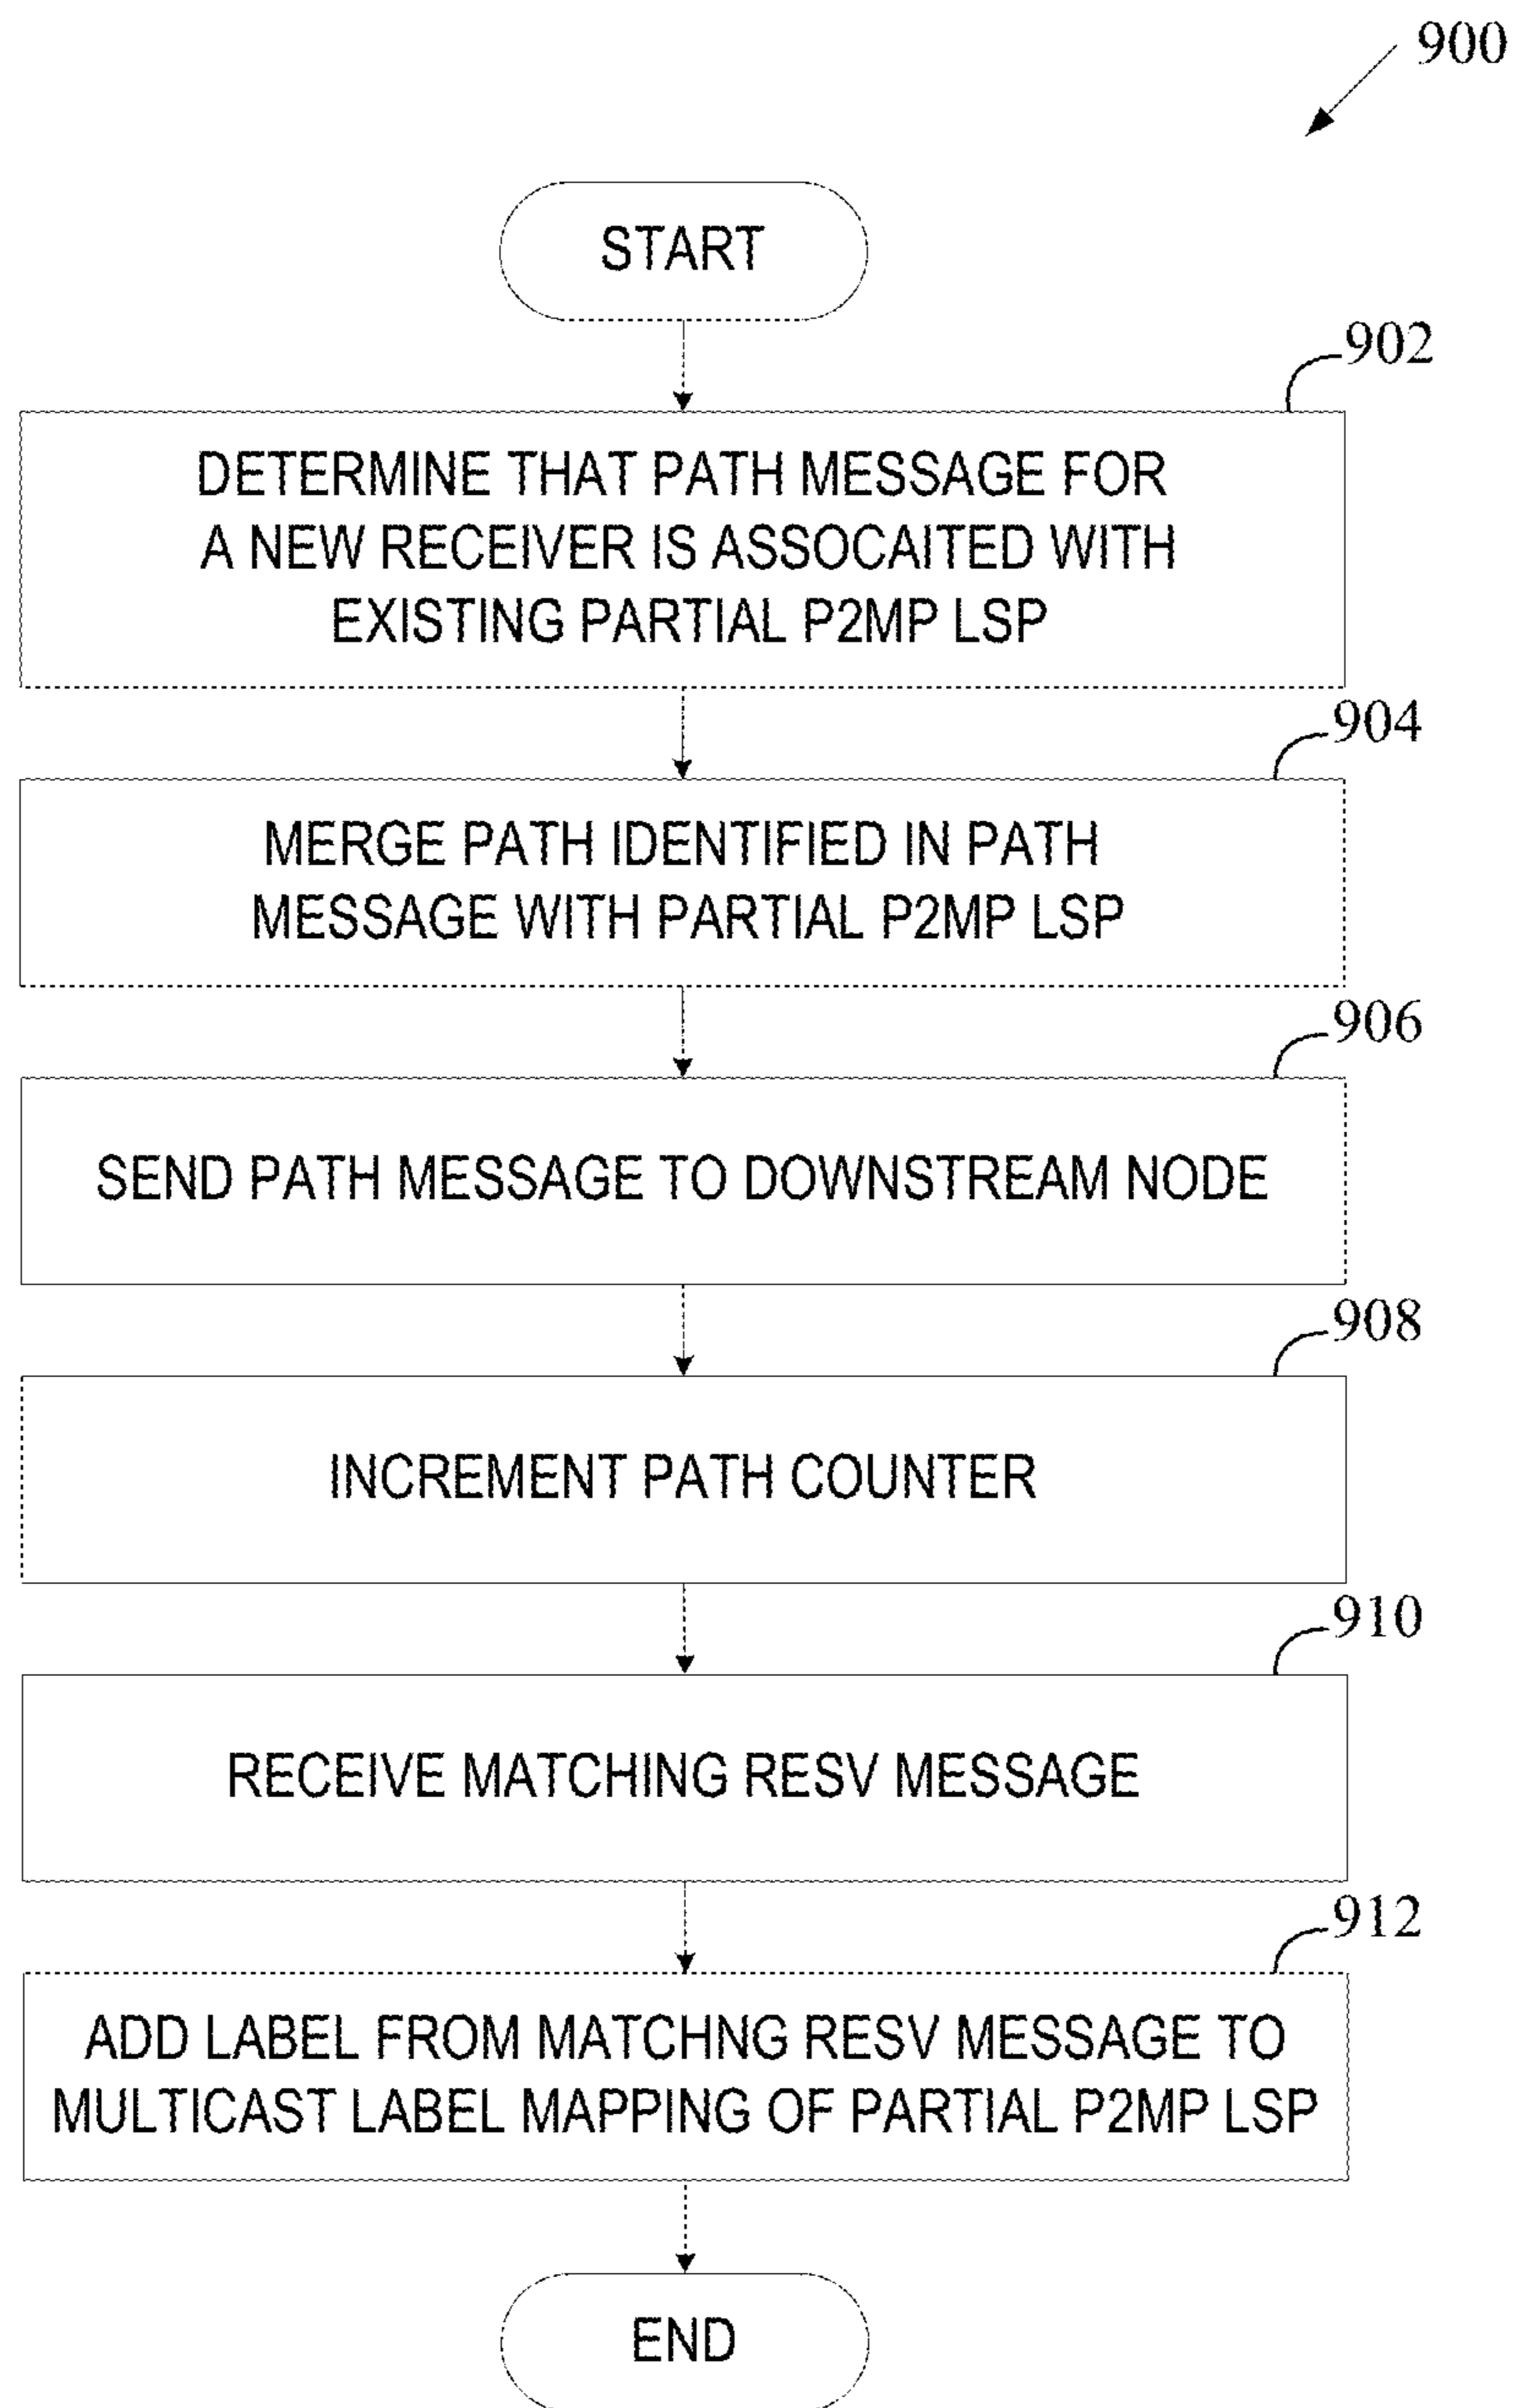 900
START
902
DETERMINE THAT PATH MESSAGE FOR
A NEW RECEIVER IS ASSOCAITED WITH
EXISTING PARTIAL P2MP LSP
904
MERGE PATH IDENTIFIED IN PATH
MESSAGE WITH PARTIAL P2MP LSP
906
SEND PATH MESSAGE TO DOWNSTREAM NODE
908
INCREMENT PATH COUNTER
910
RECEIVE MATCHING RESV MESSAGE
912
ADD LABEL FROM MATCHNG RESV MESSAGE TO
MULTICAST LABEL MAPPING OF PARTIAL P2MP LSP
END